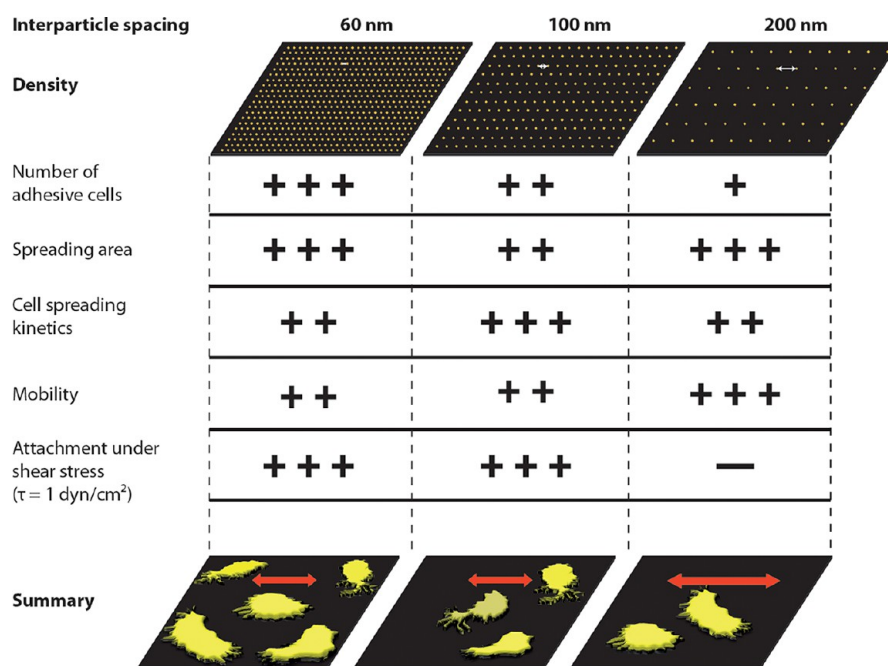 Interparticle spacing 60 nm 100 nm 200 nm
Density
Number of
adhesive cells
+ + + + + +
Spreading area + + + + + + + +
Cell spreading
kinetics
+ + + + + + +
Mobility + + + + + + +
Attachment under
shear stress
(τ = 1 dyn/cm²)
+ + + + + + —
Summary